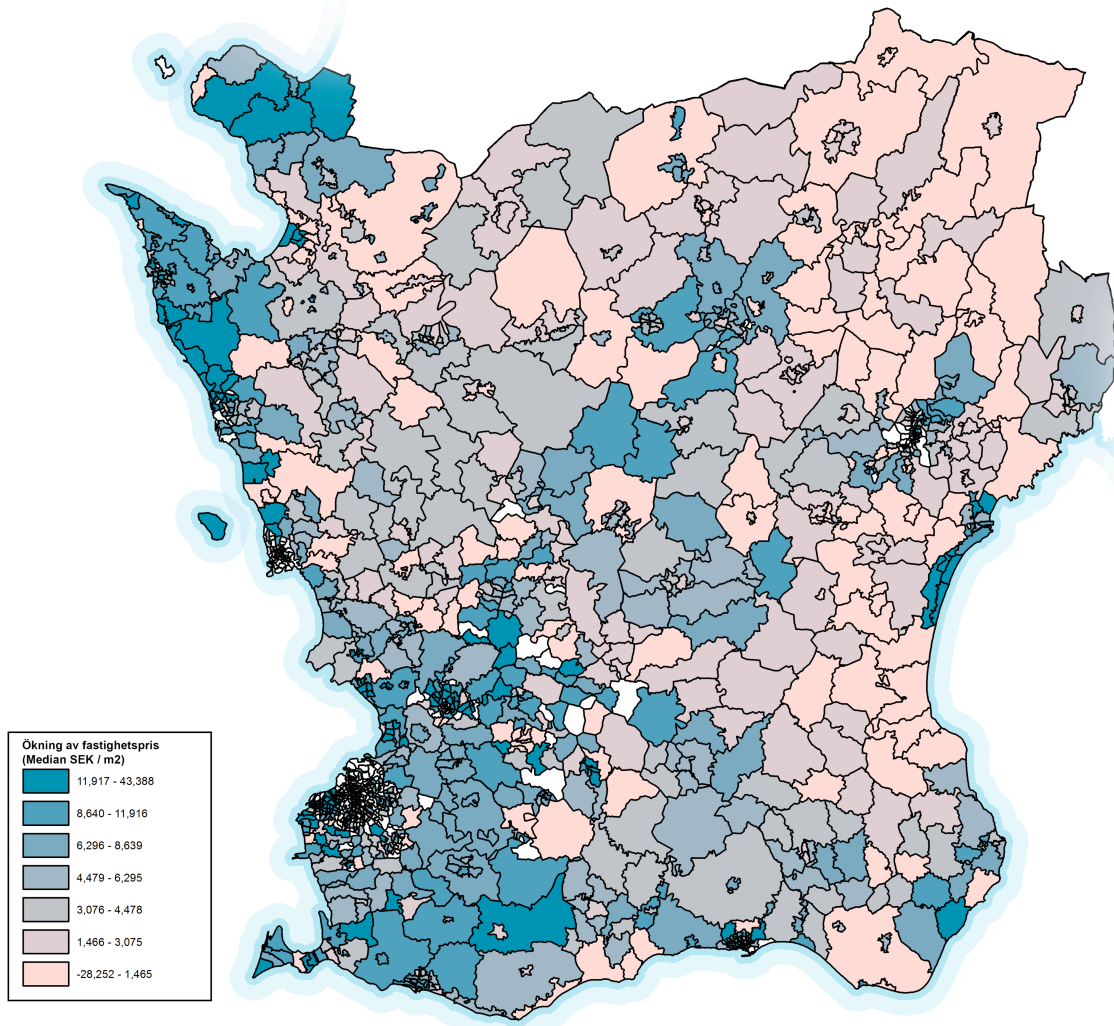 Ökning av fastighetspris
(Median SEK / m2)
11,917 - 43,388
8,640 - 11,916
6,296 - 8,639
4,479 - 6,295
3,076 - 4,478
1,466 - 3,075
-28,252 - 1,465